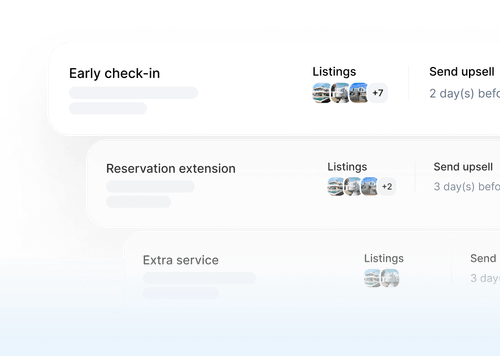 Early check-in
Listings
+7
Send upsell
2 day(s) befo
Reservation extension
Listings
+2
Send upsell
3 day(s) befo
Extra service
Listings
Send
3 day